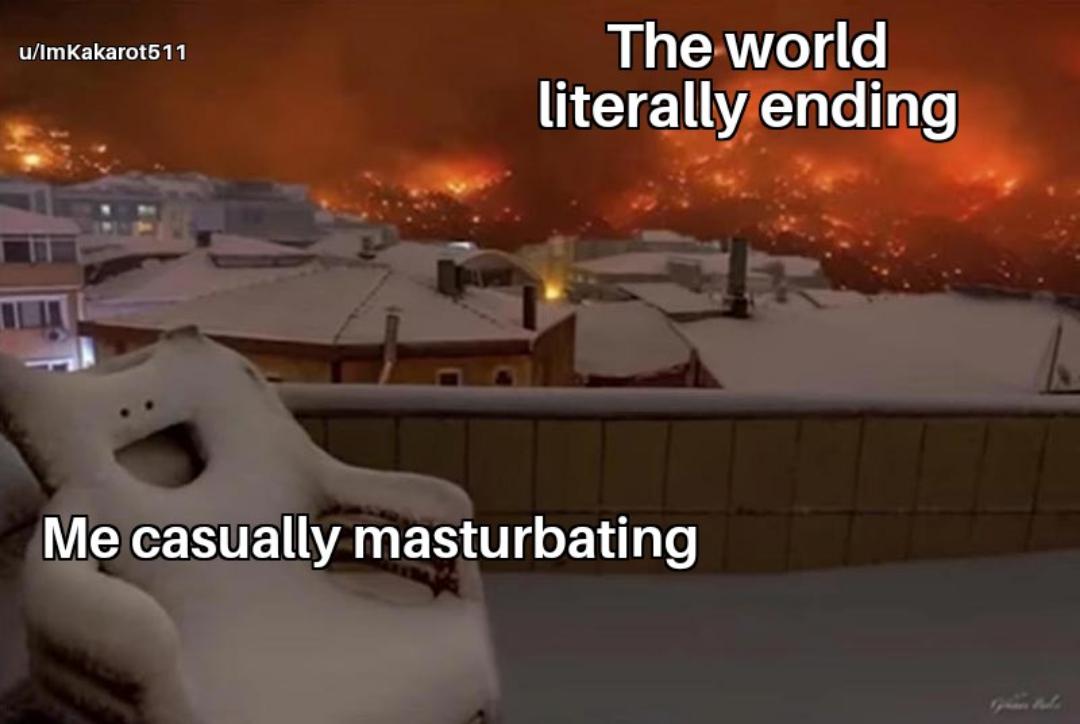 u/ImKakarot511
The world
literally ending
Me casually masturbating